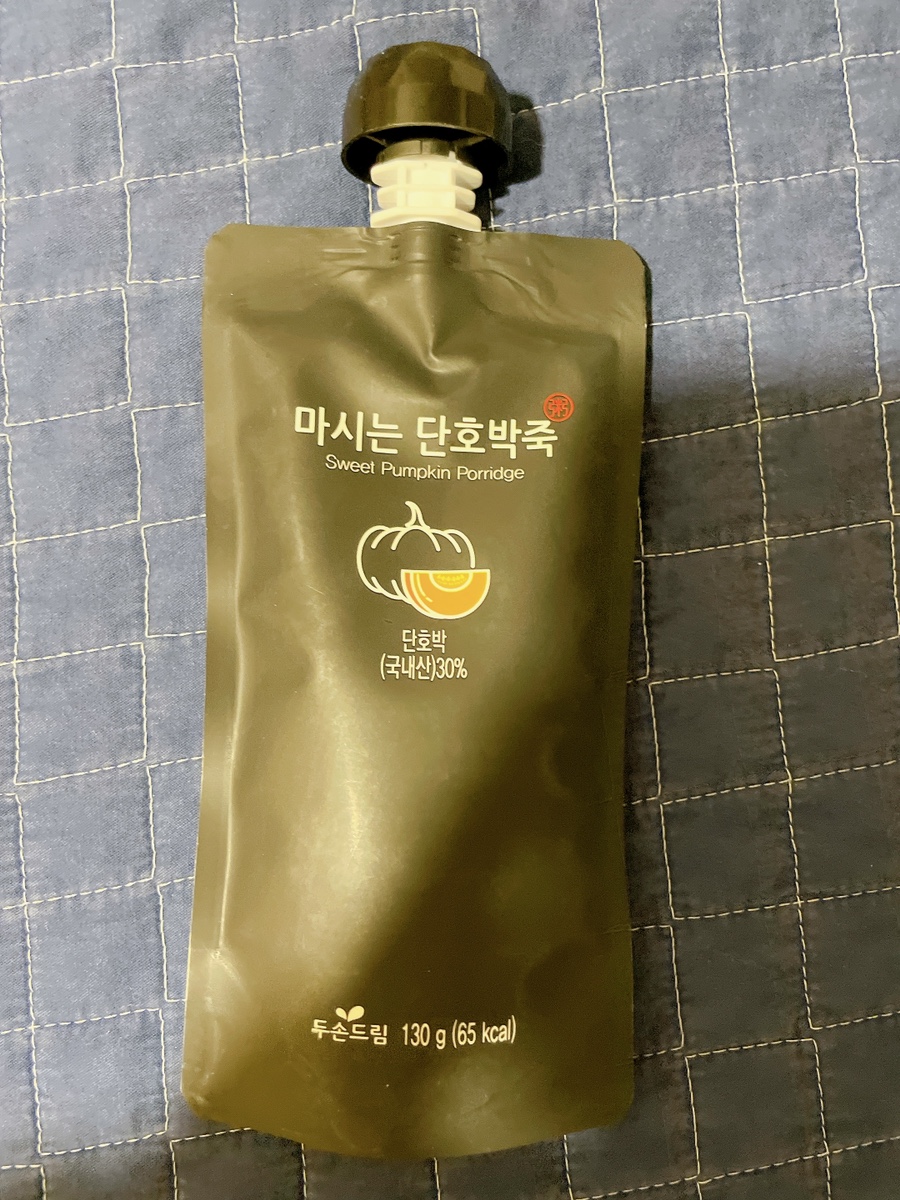 마시는 단호박죽
Sweet Pumpkin Porridge
단호박
(국내산)30%
두손드림 130 g (65 kcal)